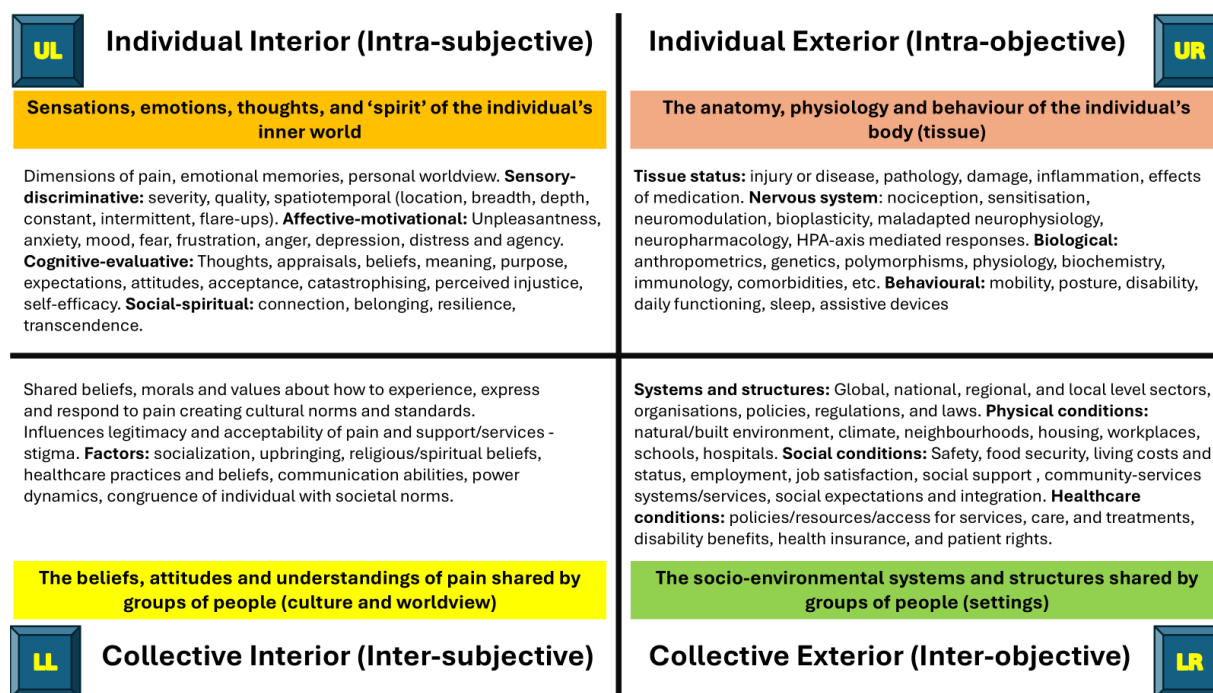 UL
Individual Interior (Intra-subjective)
Sensations, emotions, thoughts, and ‘spirit’ of the individual’s
inner world
Dimensions of pain, emotional memories, personal worldview. Sensory-
discriminative: severity, quality, spatiotemporal (location, breadth, depth,
constant, intermittent, flare-ups). Affective-motivational: Unpleasantness,
anxiety, mood, fear, frustration, anger, depression, distress and agency.
Cognitive-evaluative: Thoughts, appraisals, beliefs, meaning, purpose,
expectations, attitudes, acceptance, catastrophising, perceived injustice,
self-efficacy. Social-spiritual: connection, belonging, resilience,
transcendence.
Individual Exterior (Intra-objective)
UR
The anatomy, physiology and behaviour of the individual’s
body (tissue)
Tissue status: injury or disease, pathology, damage, inflammation, effects
of medication. Nervous system: nociception, sensitisation,
neuromodulation, bioplasticity, maladapted neurophysiology,
neuropharmacology, HPA-axis mediated responses. Biological:
anthropometrics, genetics, polymorphisms, physiology, biochemistry,
immunology, comorbidities, etc. Behavioural: mobility, posture, disability,
daily functioning, sleep, assistive devices
Shared beliefs, morals and values about how to experience, express
and respond to pain creating cultural norms and standards.
Influences legitimacy and acceptability of pain and support/services -
stigma. Factors: socialization, upbringing, religious/spiritual beliefs,
healthcare practices and beliefs, communication abilities, power
dynamics, congruence of individual with societal norms.
The beliefs, attitudes and understandings of pain shared by
groups of people (culture and worldview)
LL
Collective Interior (Inter-subjective)
Systems and structures: Global, national, regional, and local level sectors,
organisations, policies, regulations, and laws. Physical conditions:
natural/built environment, climate, neighbourhoods, housing, workplaces,
schools, hospitals. Social conditions: Safety, food security, living costs and
status, employment, job satisfaction, social support , community-services
systems/services, social expectations and integration. Healthcare
conditions: policies/resources/access for services, care, and treatments,
disability benefits, health insurance, and patient rights.
The socio-environmental systems and structures shared by
groups of people (settings)
Collective Exterior (Inter-objective)
LR